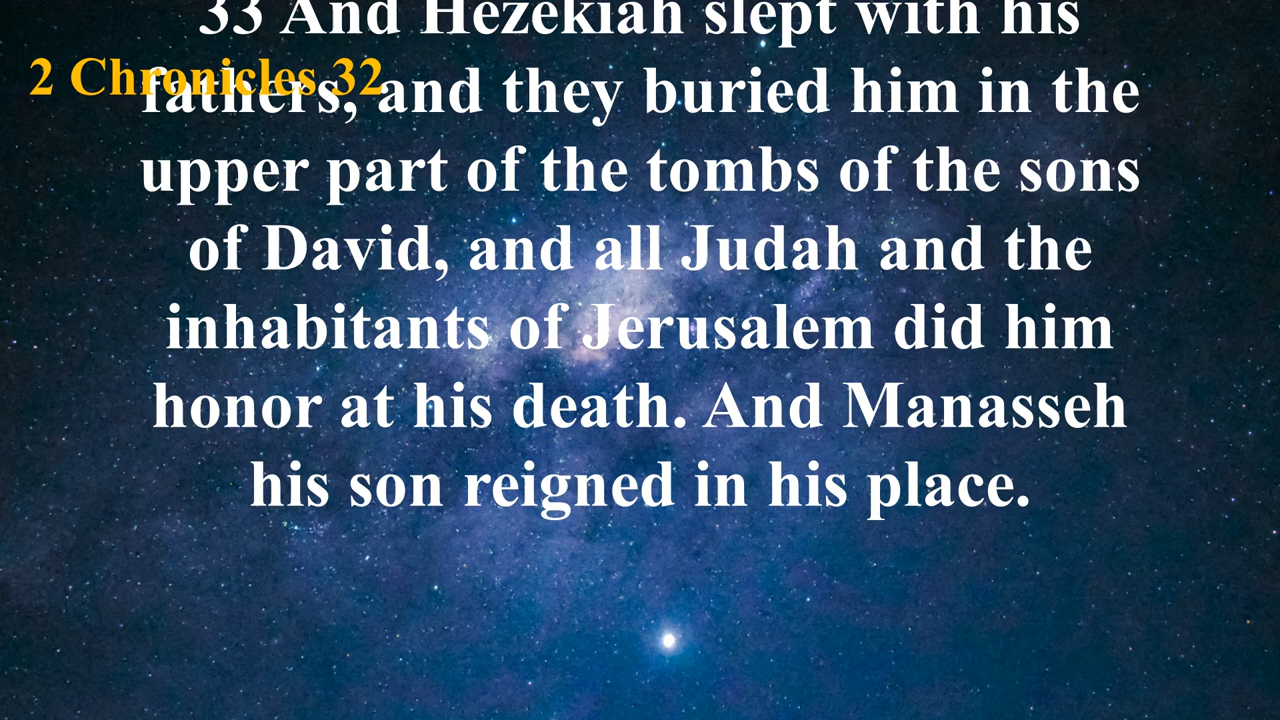 33 And Hezekiah slept with his
2 Chronicles 32
fathers, and they buried him in the
upper part of the tombs of the sons
of David, and all Judah and the
inhabitants of Jerusalem did him
honor at his death. And Manasseh
his son reigned in his place.